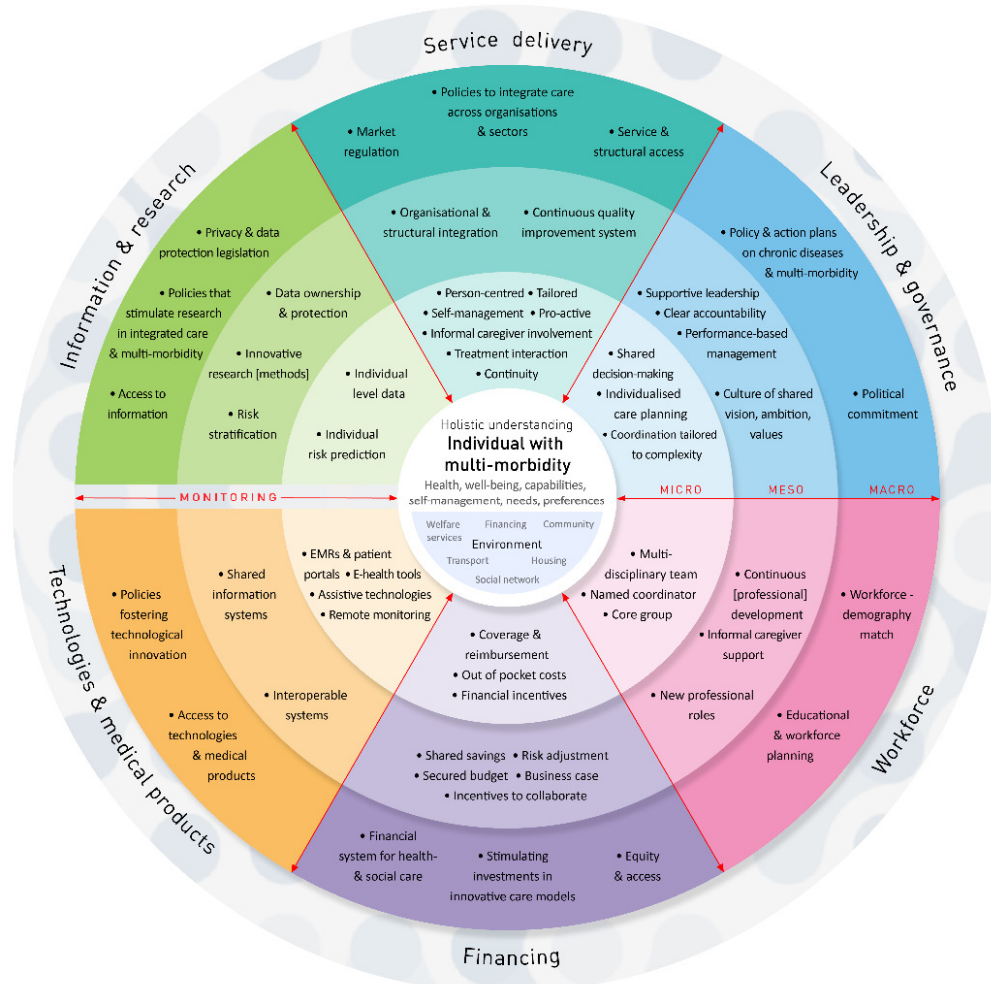 Service delivery
• Policies to integrate care
across organisations
& sectors
• Market
regulation
• Service &
structural access
• Organisational &
structural integration
• Continuous quality
improvement system
• Person-centred • Tailored
• Self-management • Pro-active
• Informal caregiver involvement
• Treatment interaction
• Continuity
Leadership & governance
• Policy & action plans
on chronic diseases
& multi-morbidity
• Political
commitment
• Supportive leadership
• Clear accountability
• Performance-based
management
• Culture of shared
vision, ambition,
values
• Shared
decision-making
• Individualised
care planning
• Coordination tailored
to complexity
Information & research
• Privacy & data
protection legislation
• Policies that
stimulate research
in integrated care
& multi-morbidity
• Access to
information
• Data ownership
& protection
• Innovative
research [methods]
• Risk
stratification
• Individual
level data
• Individual
risk prediction
Holistic understanding
Individual with
multi-morbidity
Health, well-being, capabilities,
self-management, needs, preferences
Welfare
services
Financing
Community
Environment
Transport
Housing
Social network
MONITORING
MICRO
MESO
MACRO
Technologies & medical products
• Policies
fostering
technological
innovation
• Access to
technologies
& medical
products
• Shared
information
systems
• Interoperable
systems
• EMRs & patient
portals • E-health tools
• Assistive technologies
• Remote monitoring
Workforce
• Multi-
disciplinary team
• Named coordinator
• Core group
• Continuous
[professional]
development
• Informal caregiver
support
• New professional
roles
• Workforce -
demography
match
• Educational
& workforce
planning
• Coverage &
reimbursement
• Out of pocket costs
• Financial incentives
• Shared savings • Risk adjustment
• Secured budget • Business case
• Incentives to collaborate
• Financial
system for health-
& social care
• Stimulating
investments in
innovative care models
• Equity
& access
Financing